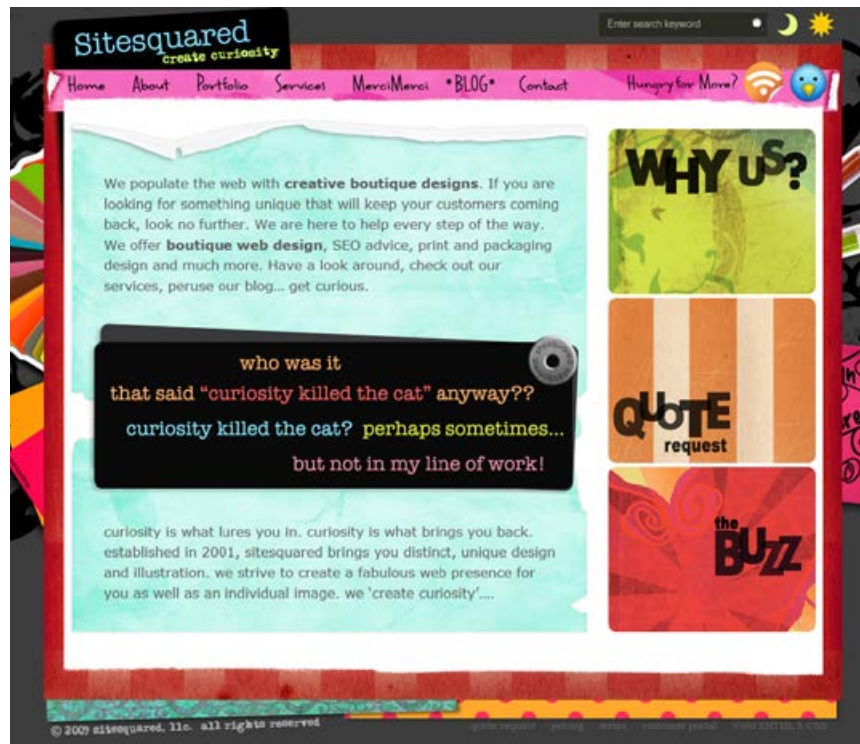 Sitesquared
create curiosity
Enter search keyword
Home About Portfolio Services MerciMerci *BLOG* Contact Hungry for More?
We populate the web with creative boutique designs. If you are
looking for something unique that will keep your customers coming
back, look no further. We are here to help every step of the way.
We offer boutique web design, SEO advice, print and packaging
design and much more. Have a look around, check out our
services, peruse our blog... get curious.
who was it
that said “curiosity killed the cat” anyway??
curiosity killed the cat? perhaps sometimes...
but not in my line of work!
curiosity is what lures you in. curiosity is what brings you back.
established in 2001, sitesquared brings you distinct, unique design
and illustration. we strive to create a fabulous web presence for
you as well as an individual image. we ‘create curiosity’....
WHY US?
QUOTE
request
the
BUZZ
© 2009 sitesquared, llc. all rights reserved